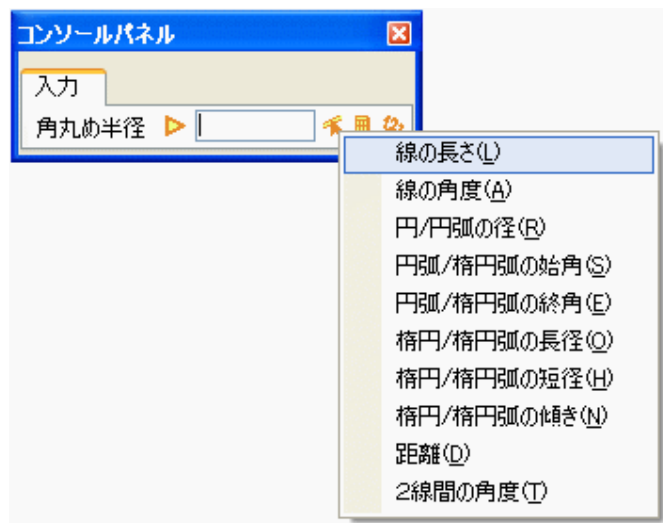 コンソールパネル
入力
角丸め半径
線の長さ(L)
線の角度(A)
円/円弧の径(R)
円弧/楕円弧の始角(S)
円弧/楕円弧の終角(E)
楕円/楕円弧の長径(O)
楕円/楕円弧の短径(H)
楕円/楕円弧の傾き(N)
距離(D)
2線間の角度(T)